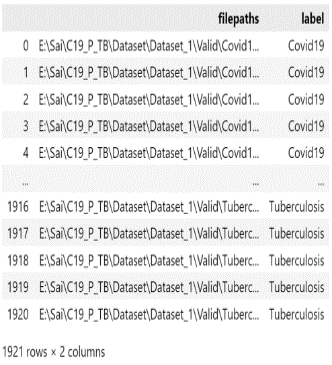 filepaths label
0 E:\Sai\C19_P_TB\Dataset\Dataset_1\Valid\Covid1... Covid19
1 E:\Sai\C19_P_TB\Dataset\Dataset_1\Valid\Covid1... Covid19
2 E:\Sai\C19_P_TB\Dataset\Dataset_1\Valid\Covid1... Covid19
3 E:\Sai\C19_P_TB\Dataset\Dataset_1\Valid\Covid1... Covid19
4 E:\Sai\C19_P_TB\Dataset\Dataset_1\Valid\Covid1... Covid19
... ... ...
1916 E:\Sai\C19_P_TB\Dataset\Dataset_1\Valid\Tuberc... Tuberculosis
1917 E:\Sai\C19_P_TB\Dataset\Dataset_1\Valid\Tuberc... Tuberculosis
1918 E:\Sai\C19_P_TB\Dataset\Dataset_1\Valid\Tuberc... Tuberculosis
1919 E:\Sai\C19_P_TB\Dataset\Dataset_1\Valid\Tuberc... Tuberculosis
1920 E:\Sai\C19_P_TB\Dataset\Dataset_1\Valid\Tuberc... Tuberculosis
1921 rows × 2 columns